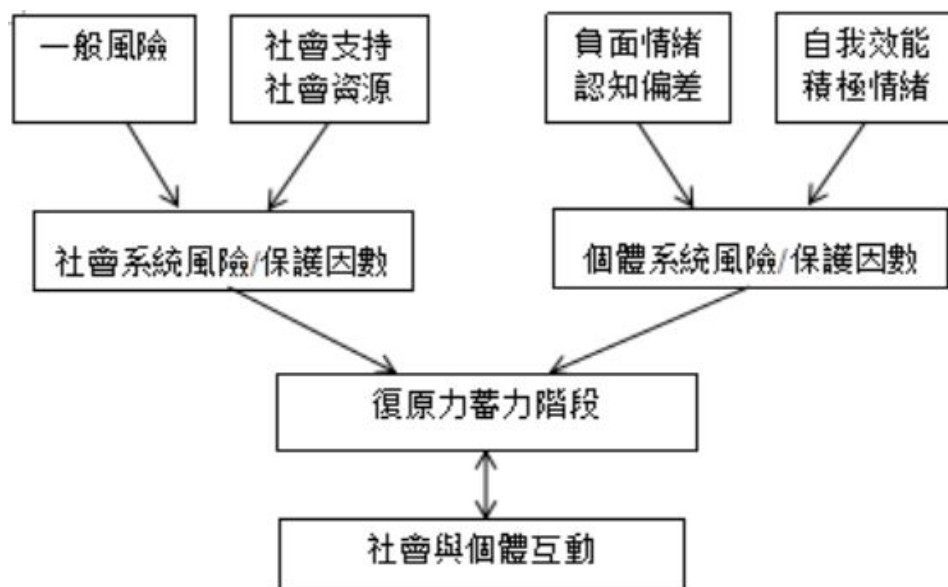 一般風險
社會支持
社會資源
負面情緒
認知偏差
自我效能
積極情緒
社會系統風險/保護因數
個體系統風險/保護因數
復原力蓄力階段
社會與個體互動